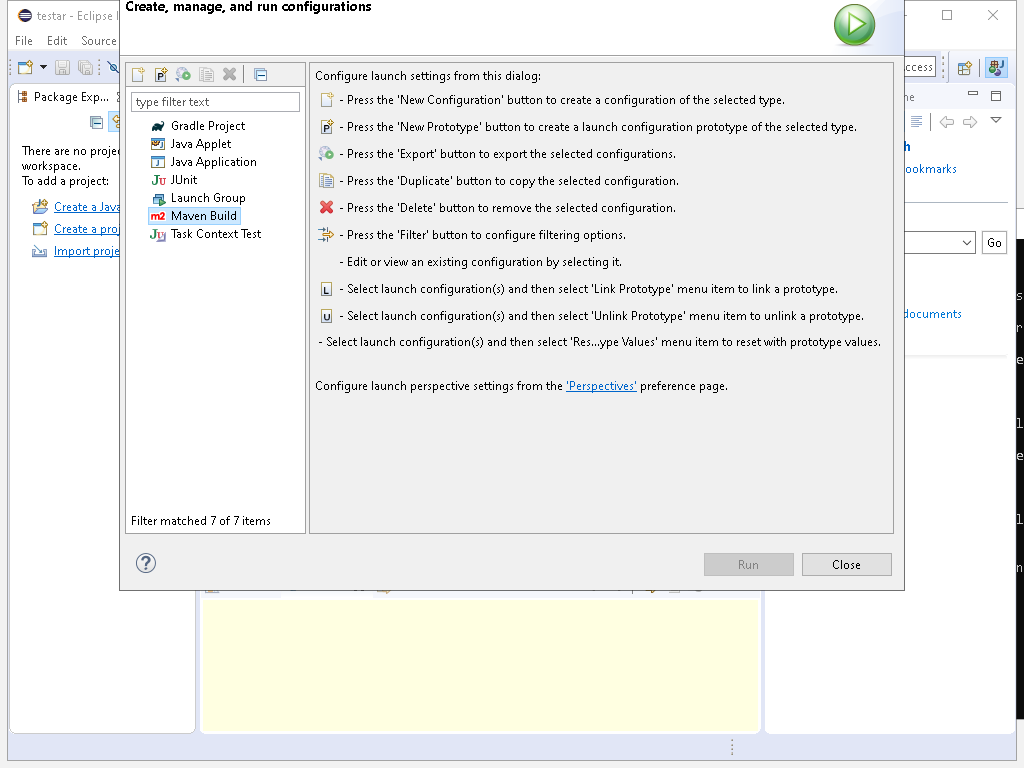 Create, manage, and run configurations
testar - Eclipse
File Edit Source
Package Exp...
There are no
workspace.
To add a project:
Create a Java
Create a
Import
type filter text
Gradle Project
Java Applet
Java Application
JUnit
Launch Group
Maven Build
Task Context Test
Filter matched 7 of 7 items
Configure launch settings from this dialog:
- Press the 'New Configuration' button to create a configuration of the selected type.
- Press the 'New Prototype' button to create a launch configuration prototype of the selected type.
- Press the 'Export' button to export the selected configurations.
- Press the 'Duplicate' button to copy the selected configuration.
- Press the 'Delete' button to remove the selected configuration.
- Press the 'Filter' button to configure filtering options.
- Edit or view an existing configuration by selecting it.
- Select launch configuration(s) and then select 'Link Prototype' menu item to link a prototype.
- Select launch configuration(s) and then select 'Unlink Prototype' menu item to unlink a prototype.
- Select launch configuration(s) and then select 'Res...ype Values' menu item to reset with prototype values.
Configure launch perspective settings from the 'Perspectives' preference page.
Run Close
Go
documents